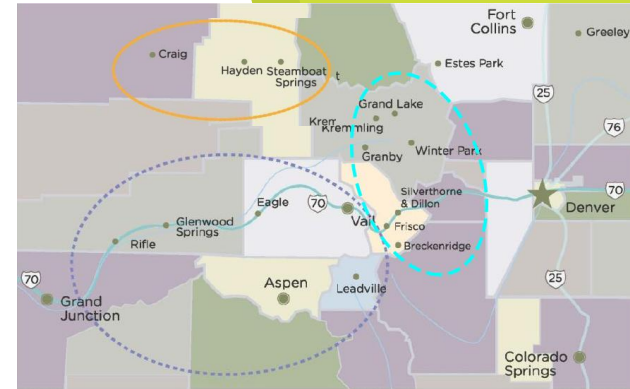 Fort
Collins
Greeley
Craig
Hayden
Steamboat
Springs
t
Estes Park
25
76
Grand Lake
Krerr
Kremmling
Granby
Winter Park
Silverthorne
& Dillon
70
Denver
Eagle
70
Vail
Glenwood
Springs
Rifle
Frisco
Breckenridge
70
Grand
Junction
Aspen
Leadville
25
Colorado
Springs